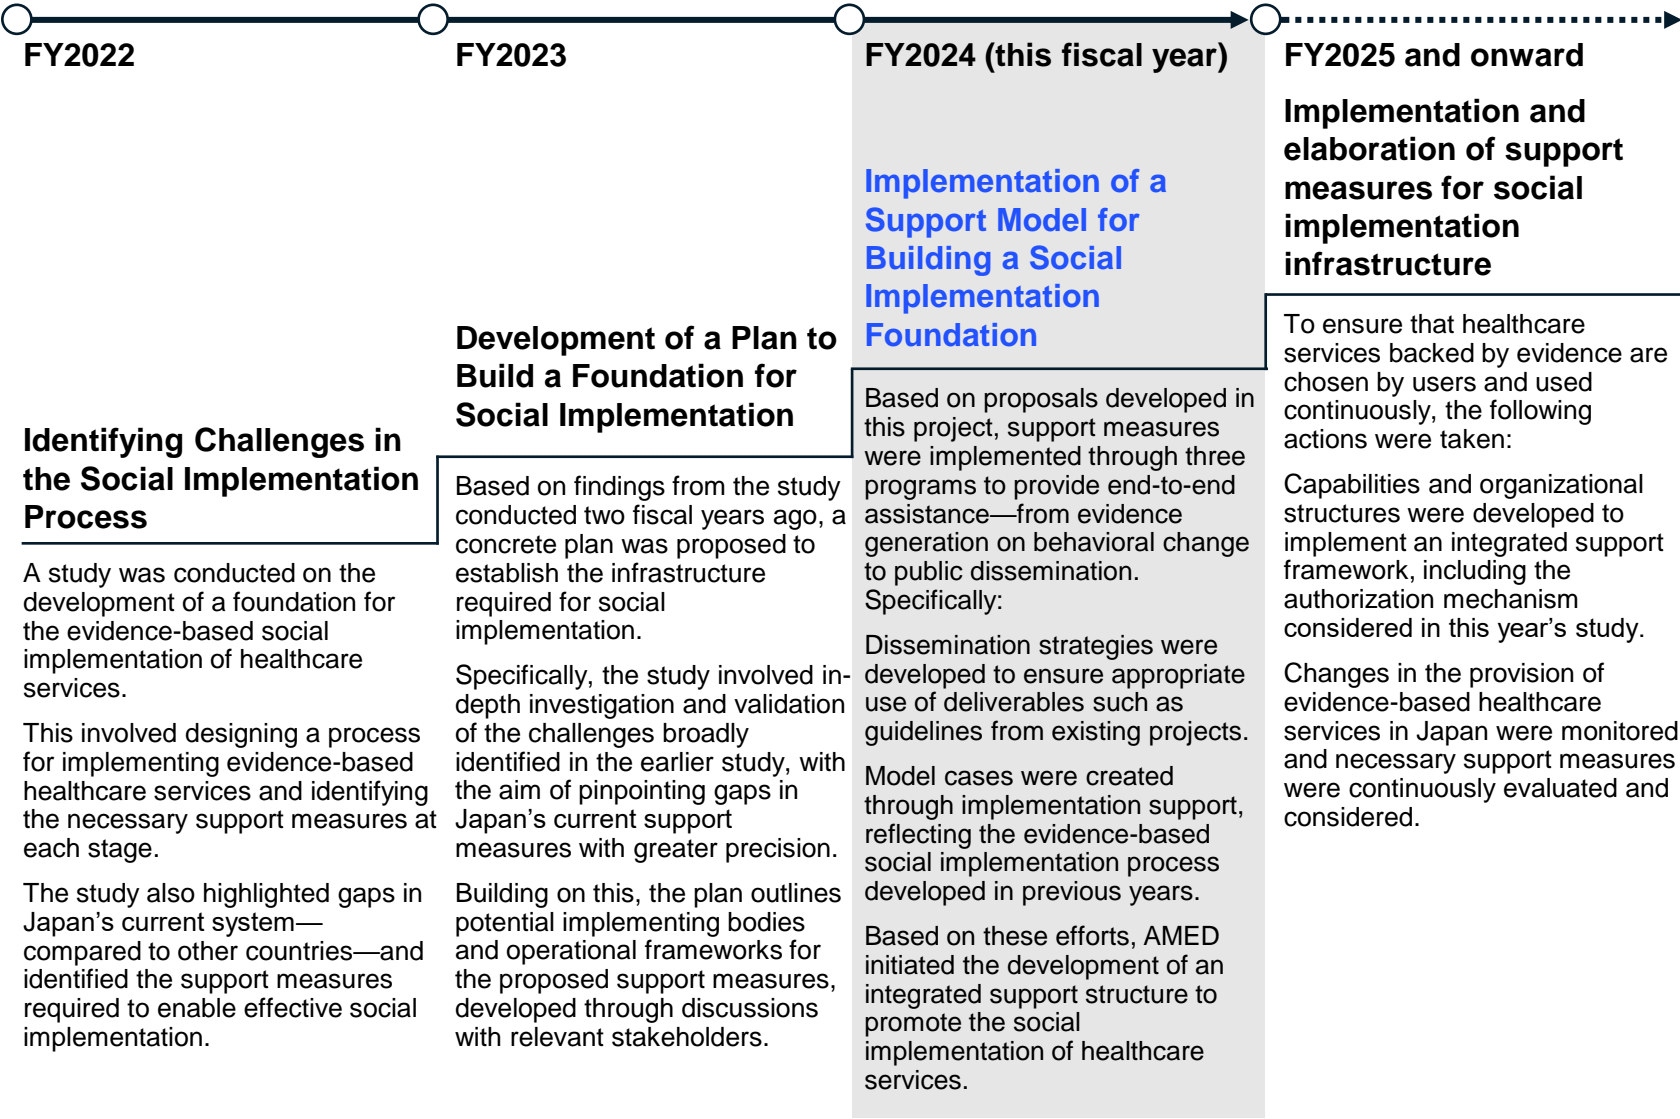 FY2022
Identifying Challenges in
the Social Implementation
Process
A study was conducted on the
development of a foundation for
the evidence-based social
implementation of healthcare
services.
This involved designing a process
for implementing evidence-based
healthcare services and identifying
the necessary support measures at
each stage.
The study also highlighted gaps in
Japan’s current system—
compared to other countries—and
identified the support measures
required to enable effective social
implementation.
FY2023
Development of a Plan to
Build a Foundation for
Social Implementation
Based on findings from the study
conducted two fiscal years ago, a
concrete plan was proposed to
establish the infrastructure
required for social
implementation.
Specifically, the study involved in-
depth investigation and validation
of the challenges broadly
identified in the earlier study, with
the aim of pinpointing gaps in
Japan’s current support
measures with greater precision.
Building on this, the plan outlines
potential implementing bodies
and operational frameworks for
the proposed support measures,
developed through discussions
with relevant stakeholders.
FY2024 (this fiscal year)
Implementation of a
Support Model for
Building a Social
Implementation
Foundation
Based on proposals developed in
this project, support measures
were implemented through three
programs to provide end-to-end
assistance—from evidence
generation on behavioral change
to public dissemination.
Specifically:
Dissemination strategies were
developed to ensure appropriate
use of deliverables such as
guidelines from existing projects.
Model cases were created
through implementation support,
reflecting the evidence-based
social implementation process
developed in previous years.
Based on these efforts, AMED
initiated the development of an
integrated support structure to
promote the social
implementation of healthcare
services.
FY2025 and onward
Implementation and
elaboration of support
measures for social
implementation
infrastructure
To ensure that healthcare
services backed by evidence are
chosen by users and used
continuously, the following
actions were taken:
Capabilities and organizational
structures were developed to
implement an integrated support
framework, including the
authorization mechanism
considered in this year’s study.
Changes in the provision of
evidence-based healthcare
services in Japan were monitored
and necessary support measures
were continuously evaluated and
considered.